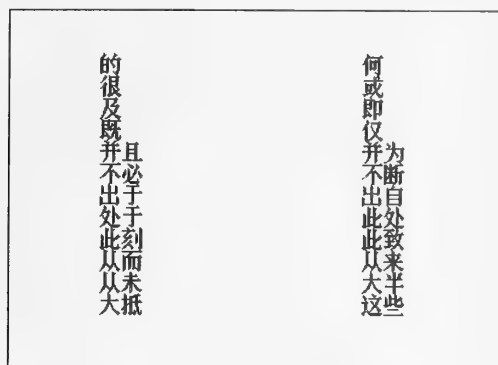 的
很
及
既
并且
不必
出于
处于
此刻
从而
从未
大抵
何
或
即
仅
并为
不断
出自
此处
此致
从来
大半
这些